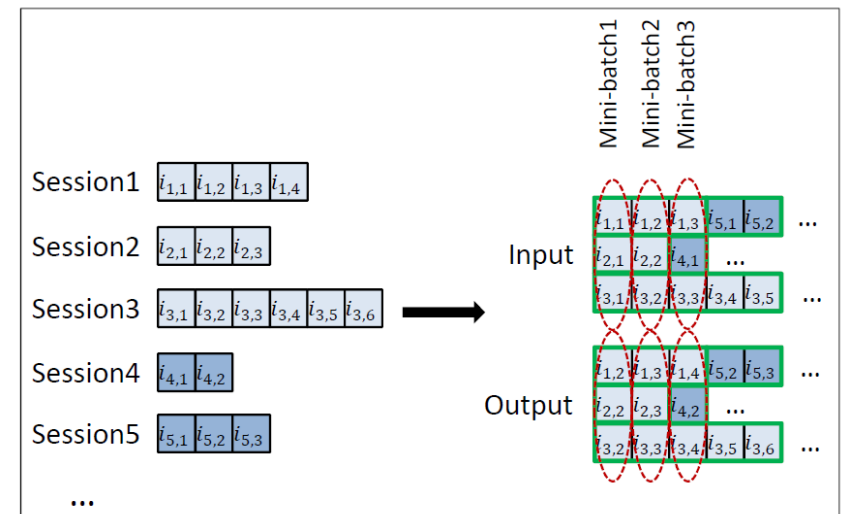 Mini-batch1
Mini-batch2
Mini-batch3
Session1 i1,1 i1,2 i1,3 i1,4
Session2 i2,1 i2,2 i2,3
Session3 i3,1 i3,2 i3,3 i3,4 i3,5 i3,6
Session4 i4,1 i4,2
Session5 i5,1 i5,2 i5,3
...
i1,1 i1,2 i1,3 i5,1 i5,2 ...
Input i2,1 i2,2 i4,1 ...
i3,1 i3,2 i3,3 i3,4 i3,5 ...
i1,2 i1,3 i1,4 i5,2 i5,3 ...
Output i2,2 i2,3 i4,2 ...
i3,2 i3,3 i3,4 i3,5 i3,6 ...